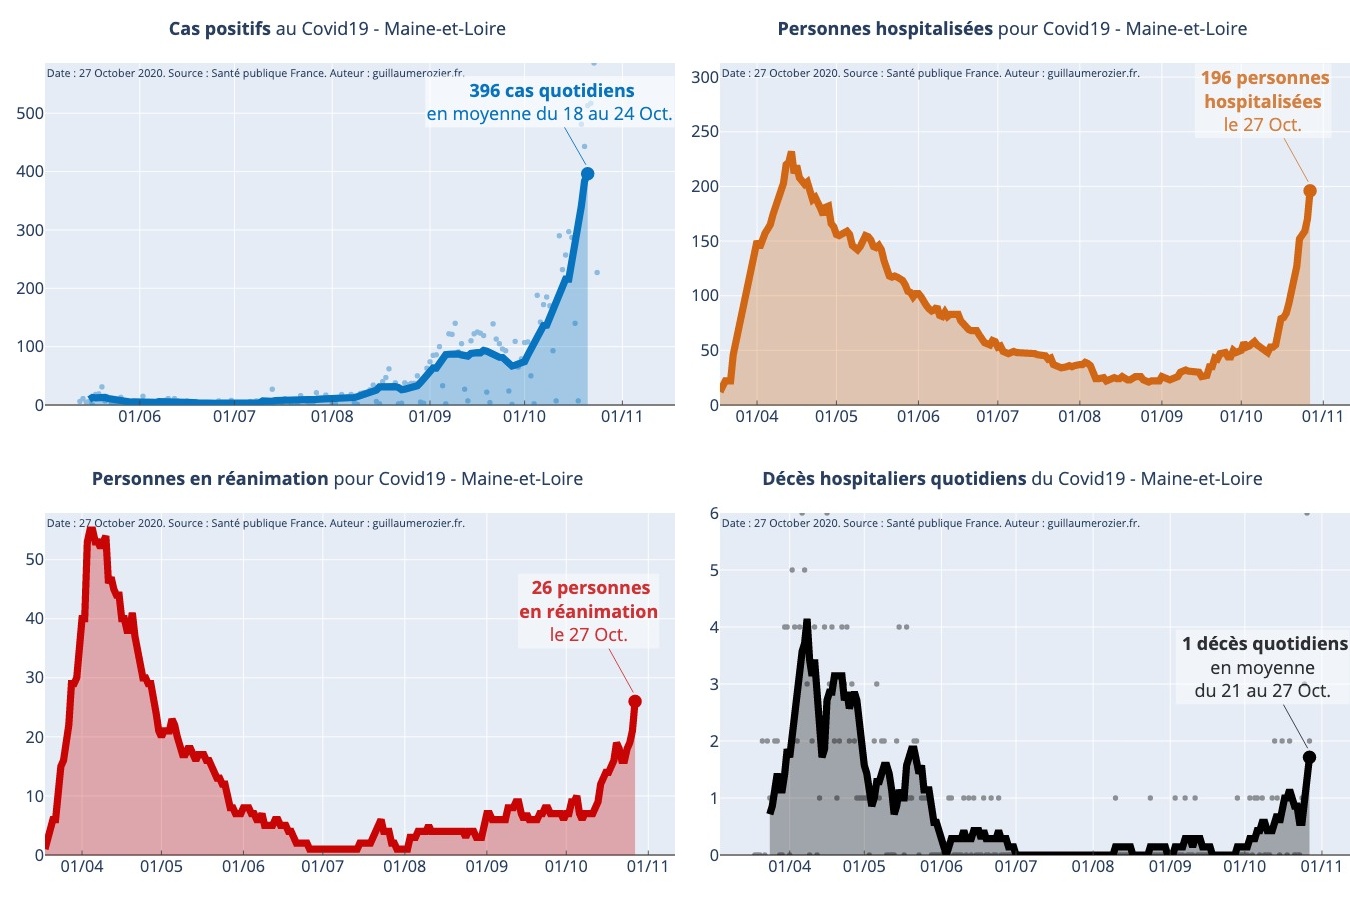 Cas positifs au Covid19 - Maine-et-Loire
Date : 27 October 2020. Source : Santé publique France. Auteur : guillaumerozier.fr.
396 cas quotidiens
en moyenne du 18 au 24 Oct.
500
400
300
200
100
0
01/06 01/07 01/08 01/09 01/10 01/11
Personnes hospitalisées pour Covid19 - Maine-et-Loire
Date : 27 October 2020. Source : Santé publique France. Auteur : guillaumerozier.fr.
196 personnes
hospitalisées
le 27 Oct.
300
250
200
150
100
50
0
01/04 01/05 01/06 01/07 01/08 01/09 01/10 01/11
Personnes en réanimation pour Covid19 - Maine-et-Loire
Date : 27 October 2020. Source : Santé publique France. Auteur : guillaumerozier.fr.
26 personnes
en réanimation
le 27 Oct.
50
40
30
20
10
0
01/04 01/05 01/06 01/07 01/08 01/09 01/10 01/11
Décès hospitaliers quotidiens du Covid19 - Maine-et-Loire
Date : 27 October 2020. Source : Santé publique France. Auteur : guillaumerozier.fr.
1 décès quotidiens
en moyenne
du 21 au 27 Oct.
6
5
4
3
2
1
0
01/04 01/05 01/06 01/07 01/08 01/09 01/10 01/11